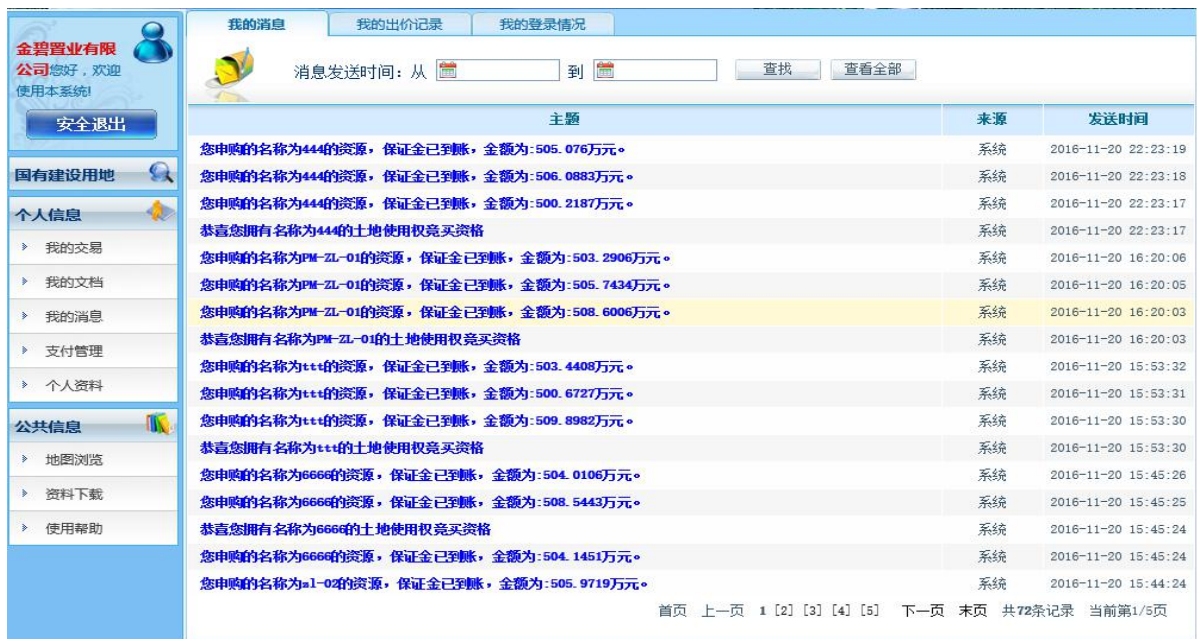 我的消息 我的出价记录 我的登录情况
金碧置业有限
公司您好，欢迎
使用本系统!
安全退出
消息发送时间：从 到 查找 查看全部
国有建设用地
个人信息
我的交易
我的文档
我的消息
支付管理
个人资料
公共信息
地图浏览
资料下载
使用帮助
主题 来源 发送时间
您申购的名称为444的资源，保证金已到账，金额为:505.076万元。 系统 2016-11-20 22:23:19
您申购的名称为444的资源，保证金已到账，金额为:506.0883万元。 系统 2016-11-20 22:23:18
您申购的名称为444的资源，保证金已到账，金额为:500.2187万元。 系统 2016-11-20 22:23:17
恭喜您拥有名称为444的土地使用权竞买资格 系统 2016-11-20 22:23:17
您申购的名称为PM-ZL-01的资源，保证金已到账，金额为:503.2906万元。 系统 2016-11-20 16:20:06
您申购的名称为PM-ZL-01的资源，保证金已到账，金额为:505.7434万元。 系统 2016-11-20 16:20:05
您申购的名称为PM-ZL-01的资源，保证金已到账，金额为:508.6006万元。 系统 2016-11-20 16:20:03
恭喜您拥有名称为PM-ZL-01的土地使用权竞买资格 系统 2016-11-20 16:20:03
您申购的名称为ttt的资源，保证金已到账，金额为:503.4408万元。 系统 2016-11-20 15:53:32
您申购的名称为ttt的资源，保证金已到账，金额为:500.6727万元。 系统 2016-11-20 15:53:31
您申购的名称为ttt的资源，保证金已到账，金额为:509.8982万元。 系统 2016-11-20 15:53:30
恭喜您拥有名称为ttt的土地使用权竞买资格 系统 2016-11-20 15:53:30
您申购的名称为6666的资源，保证金已到账，金额为:504.0106万元。 系统 2016-11-20 15:45:26
您申购的名称为6666的资源，保证金已到账，金额为:508.5443万元。 系统 2016-11-20 15:45:25
恭喜您拥有名称为6666的土地使用权竞买资格 系统 2016-11-20 15:45:24
您申购的名称为6666的资源，保证金已到账，金额为:504.1451万元。 系统 2016-11-20 15:45:24
您申购的名称为zl-02的资源，保证金已到账，金额为:505.9719万元。 系统 2016-11-20 15:44:24
首页 上一页 1 [2] [3] [4] [5] 下一页 末页 共72条记录 当前第1/5页